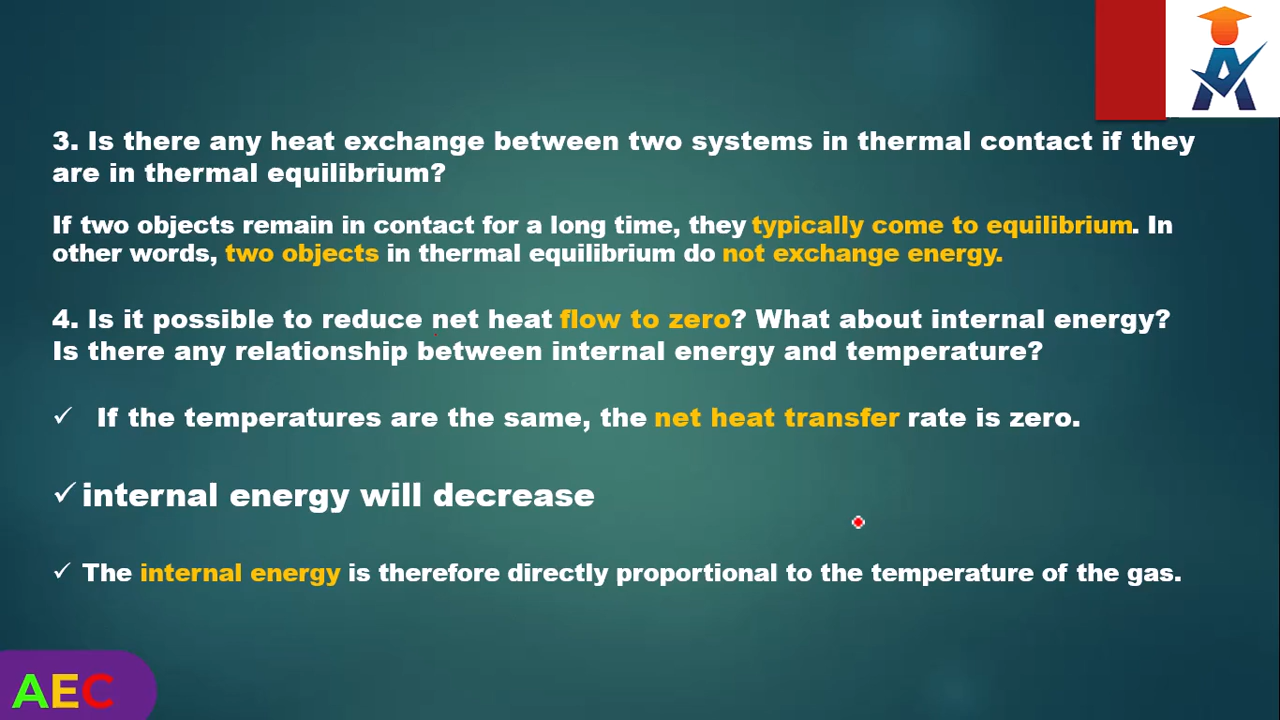 3. Is there any heat exchange between two systems in thermal contact if they
are in thermal equilibrium?
If two objects remain in contact for a long time, they typically come to equilibrium. In
other words, two objects in thermal equilibrium do not exchange energy.
4. Is it possible to reduce net heat flow to zero? What about internal energy?
Is there any relationship between internal energy and temperature?
✓ If the temperatures are the same, the net heat transfer rate is zero.
✓ internal energy will decrease
✓ The internal energy is therefore directly proportional to the temperature of the gas.
AEC